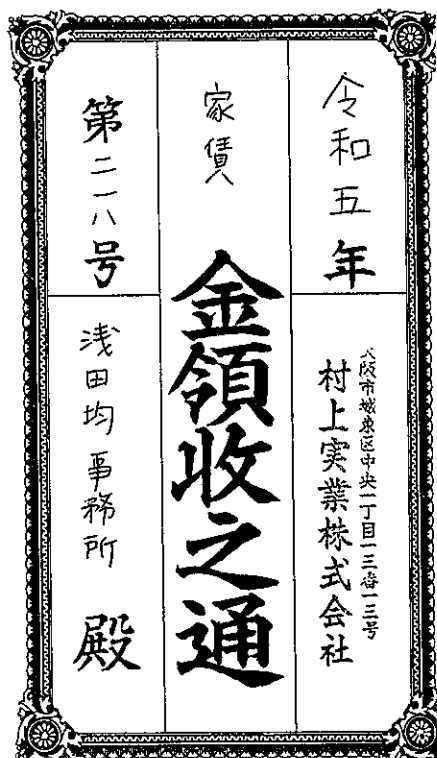 令和五年
大阪市城東区中央一丁目一三番一三号
村上実業株式会社
家賃
金領收之通
第二一八号
浅田均事務所 殿